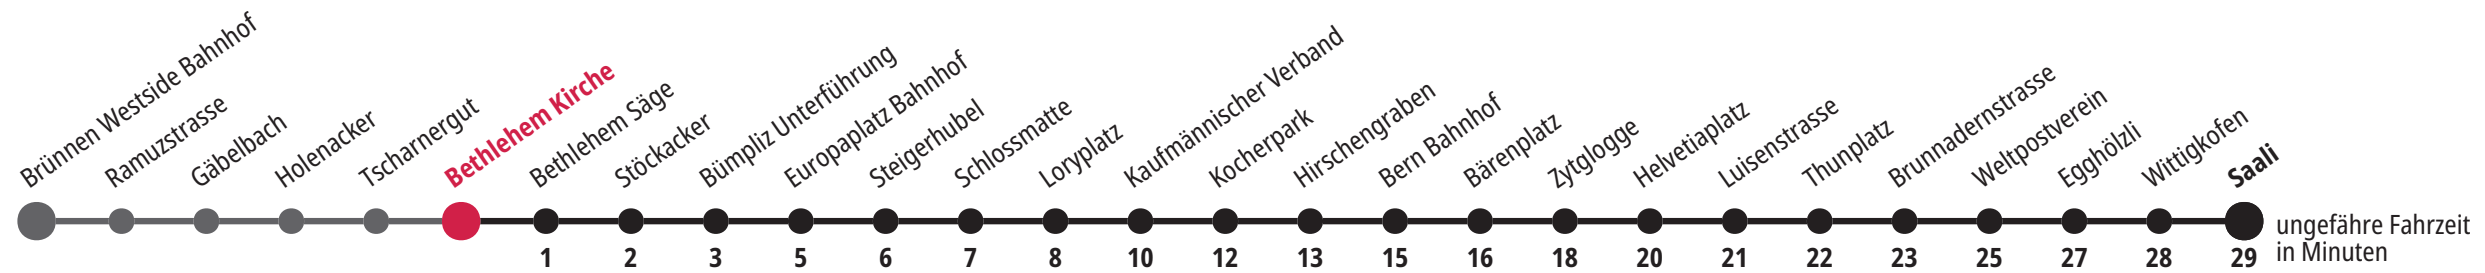 Brünnen Westside Bahnhof
Ramuzstrasse
Gäbelbach
Holenacker
Tscharnergut
Bethlehem Kirche
Bethlehem Säge
Stöckacker
Bümpliz Unterführung
Europaplatz Bahnhof
Steigerhubel
Schlossmatte
Loryplatz
Kaufmännischer Verband
Kocherpark
Hirschengraben
Bern Bahnhof
Bärenplatz
Zytglogge
Helvetiaplatz
Luisenstrasse
Thunplatz
Brunnadernstrasse
Weltpostverein
Egghölzli
Wittigkofen
Saali
1 2 3 5 6 7 8 10 12 13 15 16 18 20 21 22 23 25 27 28 29
ungefähre Fahrzeit
in Minuten